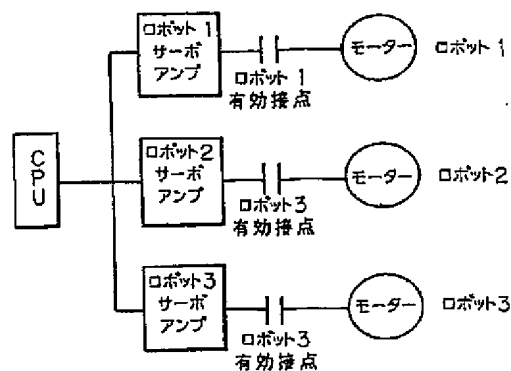 ロボット1
サーボ
アンプ
ロボット1
有効接点
モーター
ロボット1
CPU
ロボット2
サーボ
アンプ
ロボット3
有効接点
モーター
ロボット2
ロボット3
サーボ
アンプ
ロボット3
有効接点
モーター
ロボット3